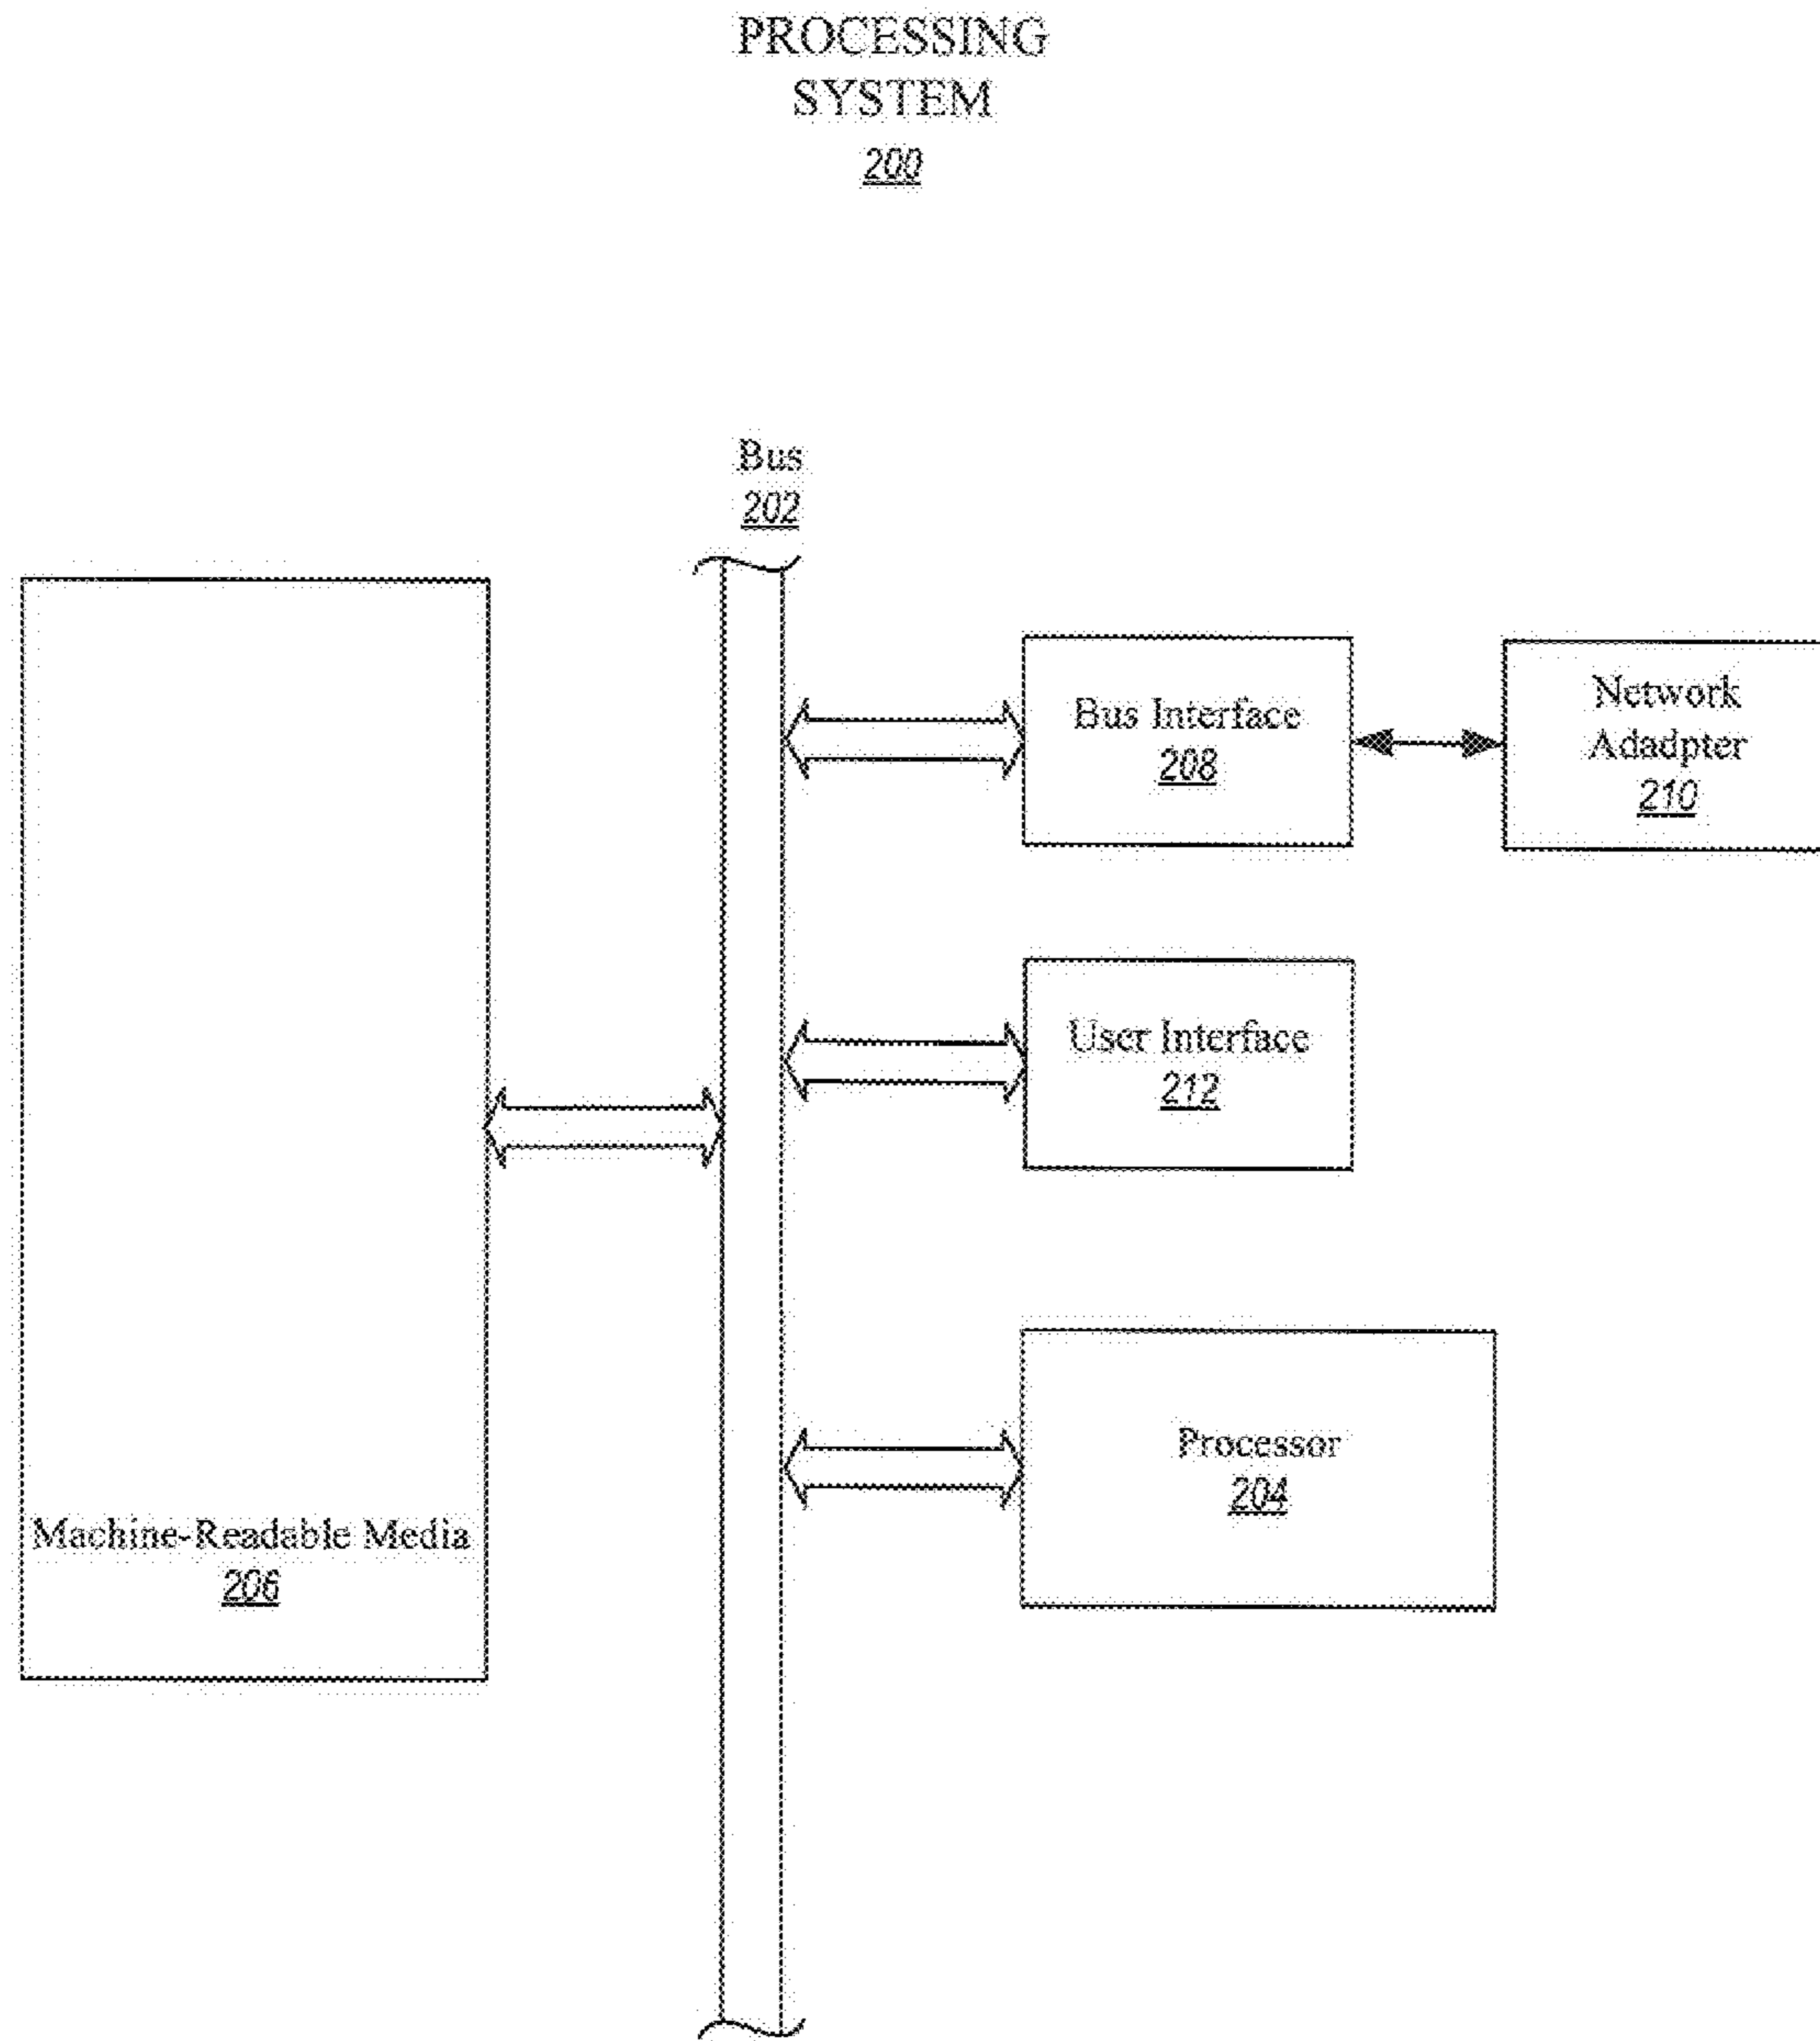 PROCESSING
SYSTEM
200
Bus
202
Bus Interface
208
Network
Adadpter
210
User Interface
212
Processor
204
Machine-Readable Media
206